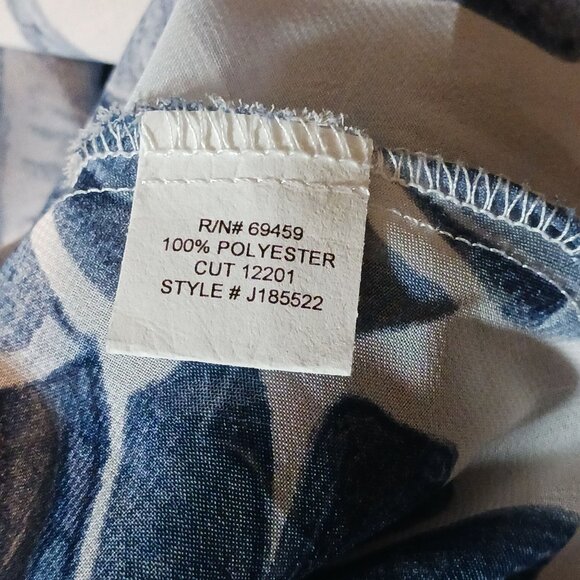 R/N# 69459
100% POLYESTER
CUT 12201
STYLE # J185522